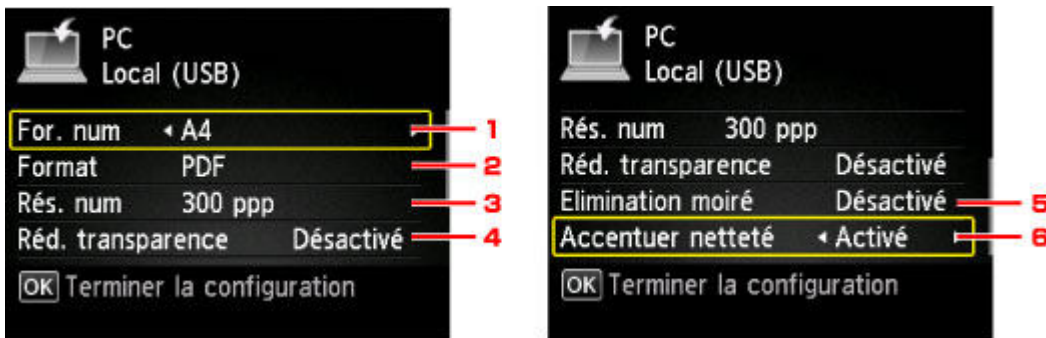 PC
Local (USB)
For. num A4 1
Format PDF 2
Rés. num 300 ppp 3
Réd. transparence Désactivé 4
OK Terminer la configuration
PC
Local (USB)
Rés. num 300 ppp
Réd. transparence Désactivé
Elimination moiré Désactivé 5
Accentuer netteté Activé 6
OK Terminer la configuration